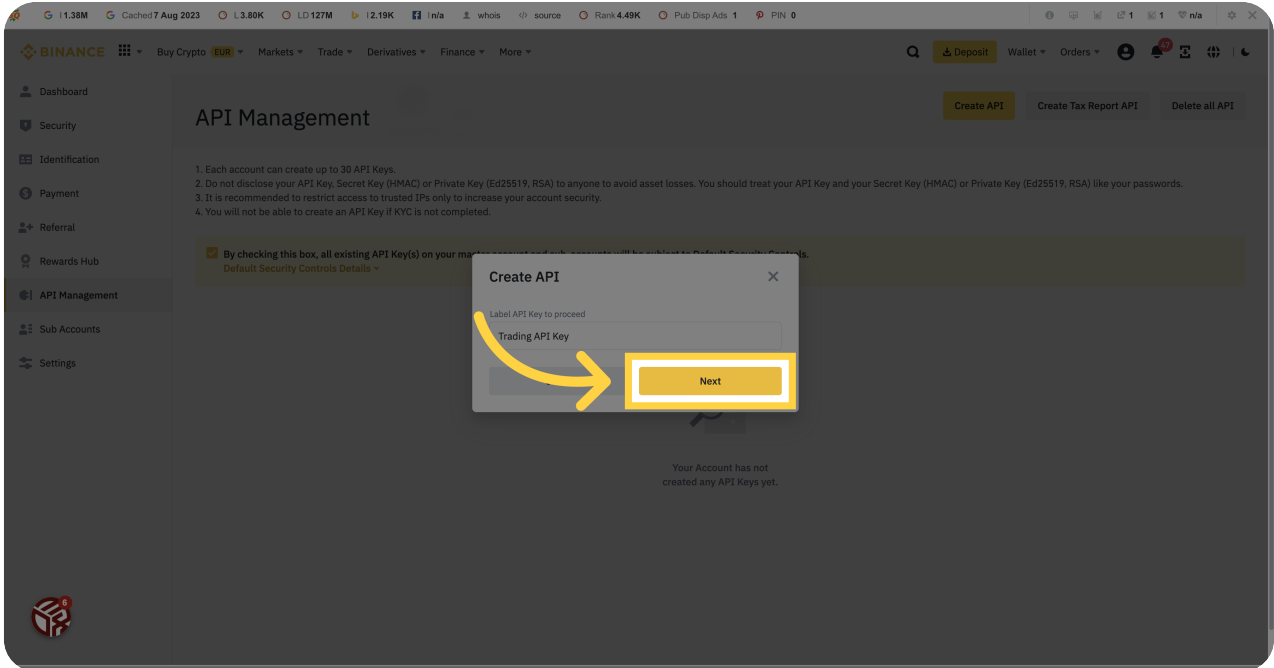 I 1.38M Cached 7 Aug 2023 L 3.80K LD 127M I 2.19K I n/a whois source Rank 4.49K Pub Disp Ads 1 PIN 0 1 1 n/a
BINANCE Buy Crypto EUR Markets Trade Derivatives Finance More Deposit Wallet Orders 47
Dashboard
Security
Identification
Payment
Referral
Rewards Hub
API Management
Sub Accounts
Settings
6
API Management
Create API Create Tax Report API Delete all API
1. Each account can create up to 30 API Keys.
2. Do not disclose your API Key, Secret Key (HMAC) or Private Key (Ed25519, RSA) to anyone to avoid asset losses. You should treat your API Key and your Secret Key (HMAC) or Private Key (Ed25519, RSA) like your passwords.
3. It is recommended to restrict access to trusted IPs only to increase your account security.
4. You will not be able to create an API Key if KYC is not completed.
By checking this box, all existing API Key(s) on your master account and sub-accounts will be subject to Default Security Controls.
Default Security Controls Details
Create API
Label API Key to proceed
Trading API Key
Next
Your Account has not
created any API Keys yet.